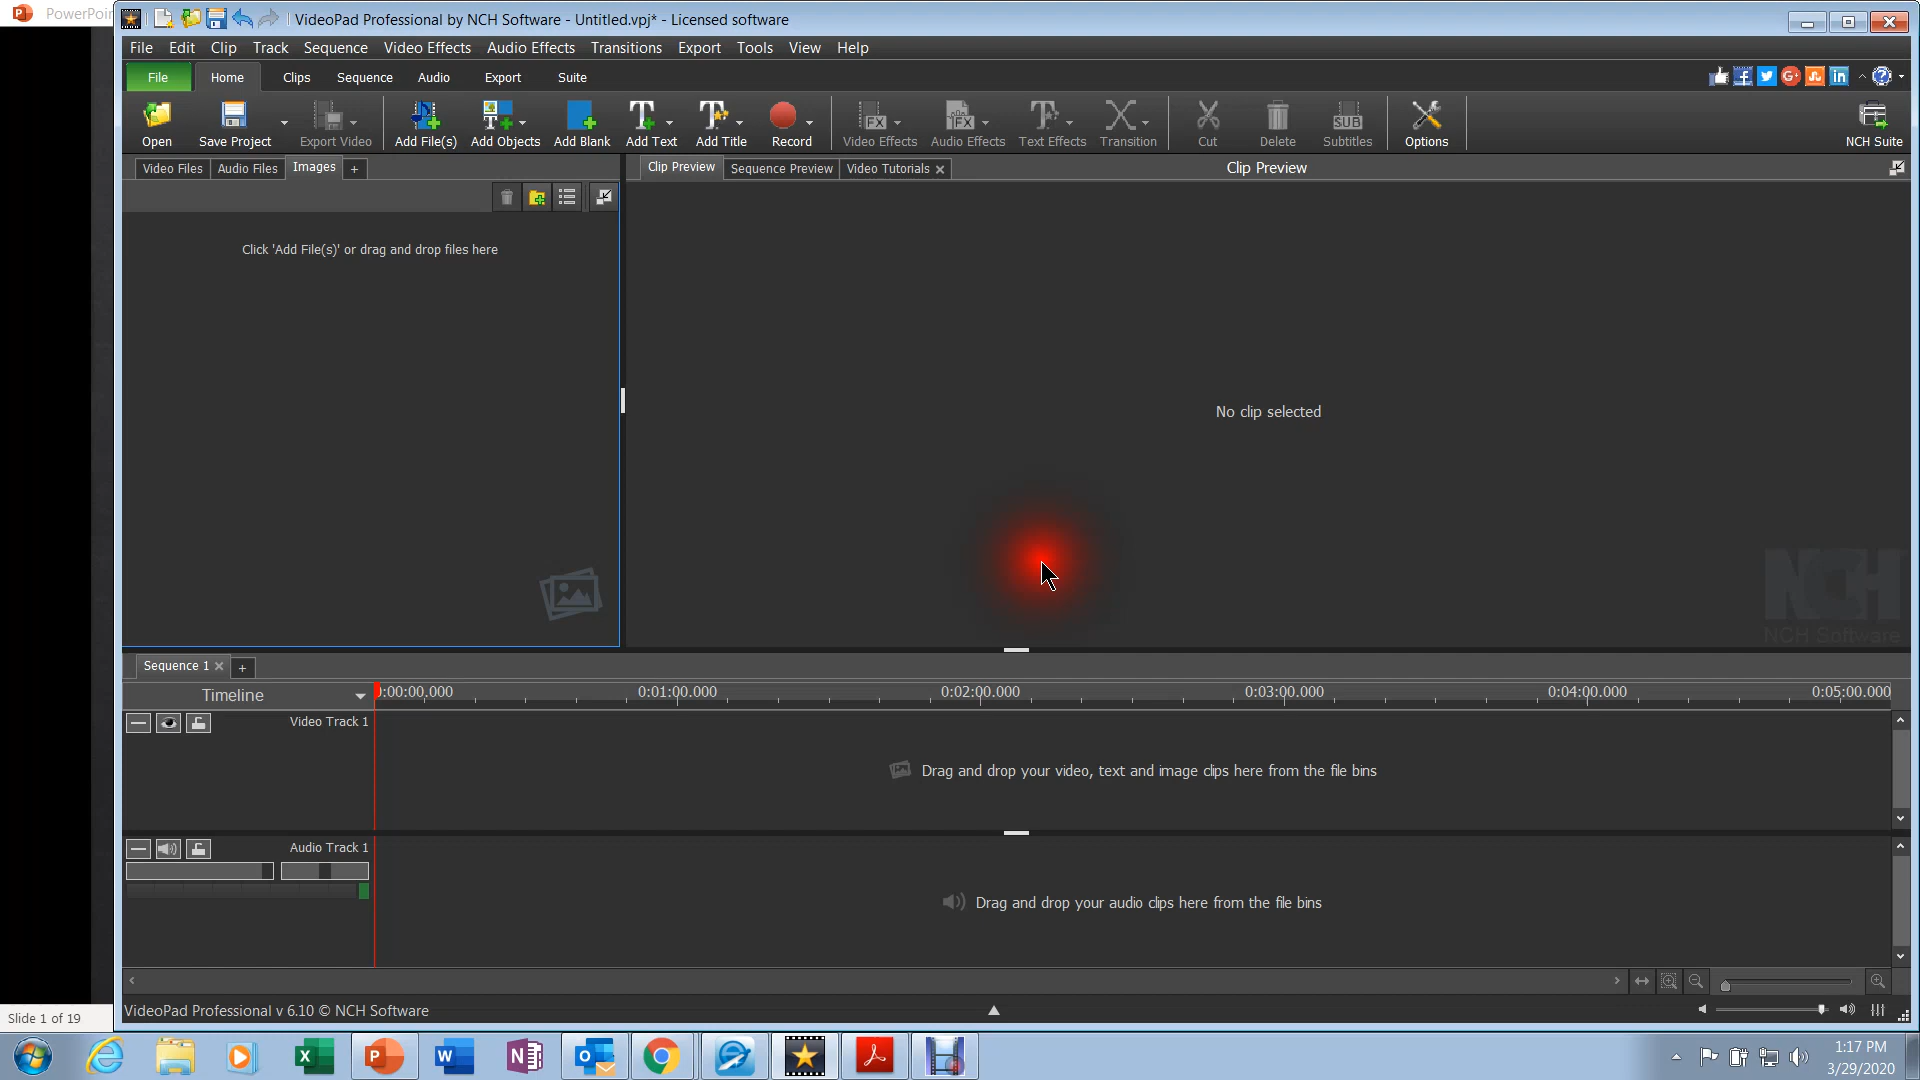 PowerPoin
VideoPad Professional by NCH Software - Untitled.vpj* - Licensed software
File Edit Clip Track Sequence Video Effects Audio Effects Transitions Export Tools View Help
File Home Clips Sequence Audio Export Suite
Open Save Project Export Video Add File(s) Add Objects Add Blank Add Text Add Title Record Video Effects Audio Effects Text Effects Transition Cut Delete Subtitles Options NCH Suite
Video Files Audio Files Images + Clip Preview Sequence Preview Video Tutorials Clip Preview
Click 'Add File(s)' or drag and drop files here
No clip selected
NCH
NCH Software
Sequence 1 +
Timeline 0:00:00.000 0:01:00.000 0:02:00.000 0:03:00.000 0:04:00.000 0:05:00.000
Video Track 1
Drag and drop your video, text and image clips here from the file bins
Audio Track 1
Drag and drop your audio clips here from the file bins
VideoPad Professional v 6.10 © NCH Software
Slide 1 of 19
1:17 PM
3/29/2020